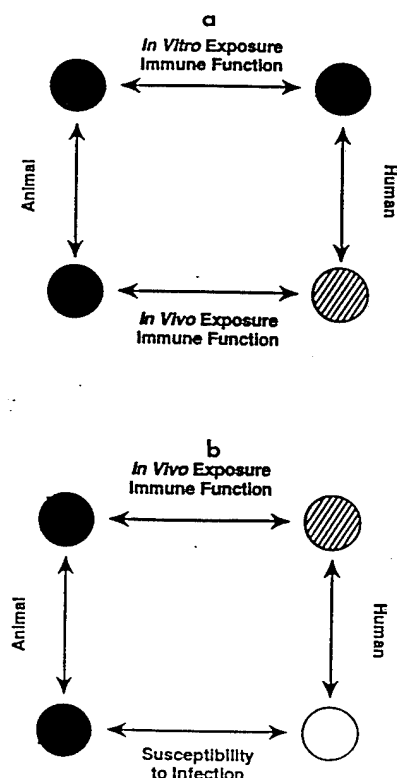 a
In Vitro Exposure
Immune Function
Animal
Human
In Vivo Exposure
Immune Function
b
In Vivo Exposure
Immune Function
Animal
Human
Susceptibility
to Infection